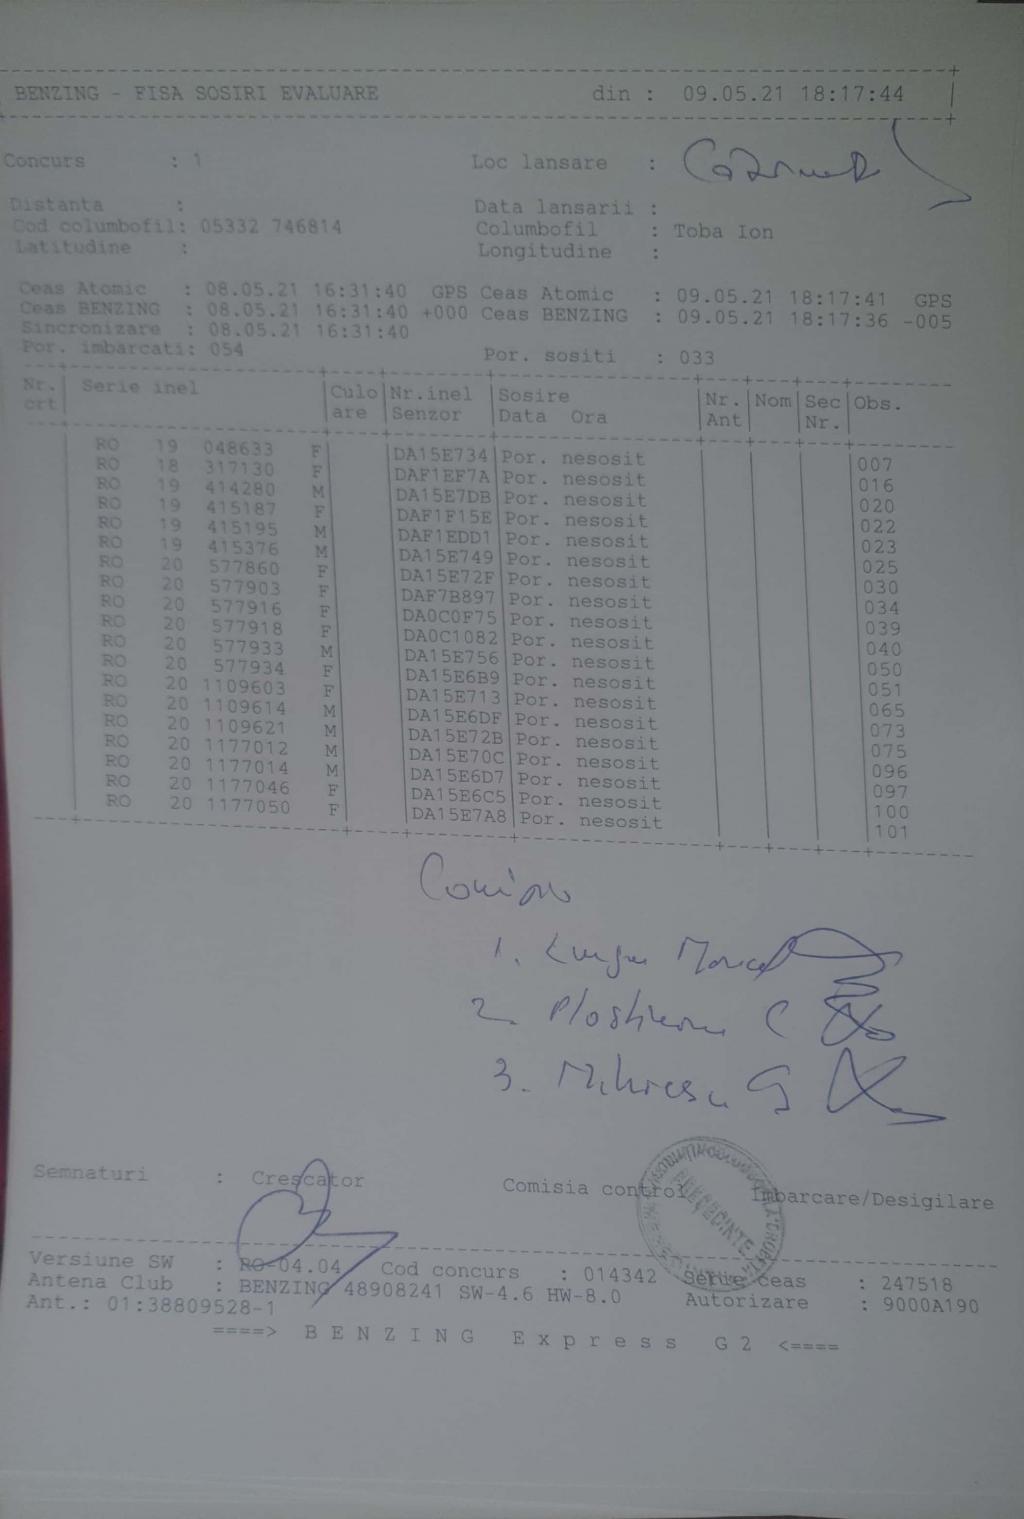 BENZING - FISA SOSIRI EVALUARE din : 09.05.21 18:17:44
Concurs : 1 Loc lansare :
Distanta : Data lansarii :
Cod columbofil: 05332 746814 Columbofil : Toba Ion
Latitudine : Longitudine :
Ceas Atomic : 08.05.21 16:31:40 GPS Ceas Atomic : 09.05.21 18:17:41 GPS
Ceas BENZING : 08.05.21 16:31:40 +000 Ceas BENZING : 09.05.21 18:17:36 -005
Sincronizare : 08.05.21 16:31:40
Por. imbarcati: 054 Por. sositi : 033
Nr. Serie inel Culo Nr.inel Sosire Nr. Nom Sec Obs.
crt are Senzor Data Ora Ant Nr.
RO 19 048633 F DA15E734 Por. nesosit 007
RO 18 317130 F DAF1EF7A Por. nesosit 016
RO 19 414280 M DA15E7DB Por. nesosit 020
RO 19 415187 F DAF1F15E Por. nesosit 022
RO 19 415195 M DAF1EDD1 Por. nesosit 023
RO 19 415376 M DA15E749 Por. nesosit 025
RO 20 577860 F DA15E72F Por. nesosit 030
RO 20 577903 F DAF7B897 Por. nesosit 034
RO 20 577916 F DA0C0F75 Por. nesosit 039
RO 20 577918 F DA0C1082 Por. nesosit 040
RO 20 577933 M DA15E756 Por. nesosit 050
RO 20 577934 F DA15E6B9 Por. nesosit 051
RO 20 1109603 F DA15E713 Por. nesosit 065
RO 20 1109614 M DA15E6DF Por. nesosit 073
RO 20 1109621 M DA15E72B Por. nesosit 075
RO 20 1177012 M DA15E70C Por. nesosit 096
RO 20 1177014 M DA15E6D7 Por. nesosit 097
RO 20 1177046 F DA15E6C5 Por. nesosit 100
RO 20 1177050 F DA15E7A8 Por. nesosit 101
1. Lungu
2. C
3. G
Semnaturi : Crescator Comisia control Imbarcare/Desigilare
PRESEDINTE
Versiune SW : RO-04.04 Cod concurs : 014342 Serie ceas : 247518
Antena Club : BENZING 48908241 SW-4.6 HW-8.0 Autorizare : 9000A190
Ant.: 01:38809528-1
====> B E N Z I N G E x p r e s s G 2 <====